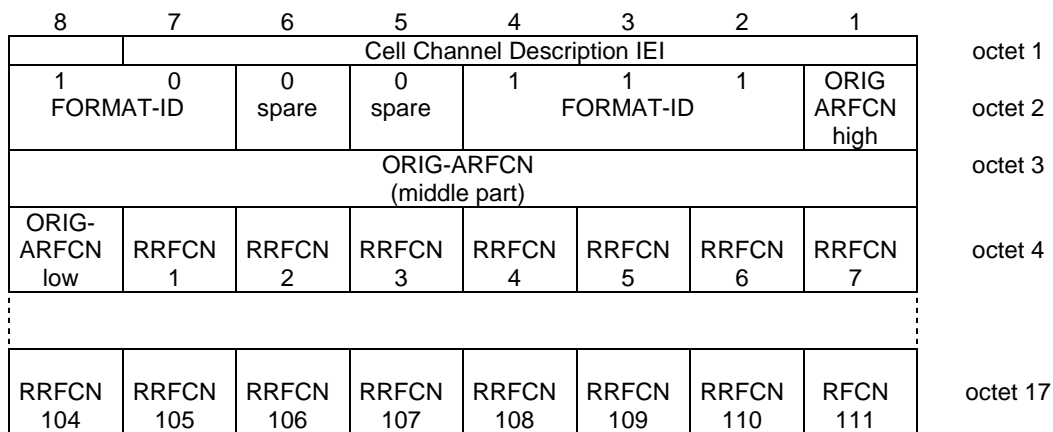 8 7 6 5 4 3 2 1
Cell Channel Description IEI octet 1
1 0 0 0 1 1 1 ORIG
FORMAT-ID spare spare FORMAT-ID ARFCN octet 2
high
ORIG-ARFCN octet 3
(middle part)
ORIG-
ARFCN RRFCN RRFCN RRFCN RRFCN RRFCN RRFCN RRFCN octet 4
low 1 2 3 4 5 6 7
RRFCN RRFCN RRFCN RRFCN RRFCN RRFCN RRFCN RFCN octet 17
104 105 106 107 108 109 110 111